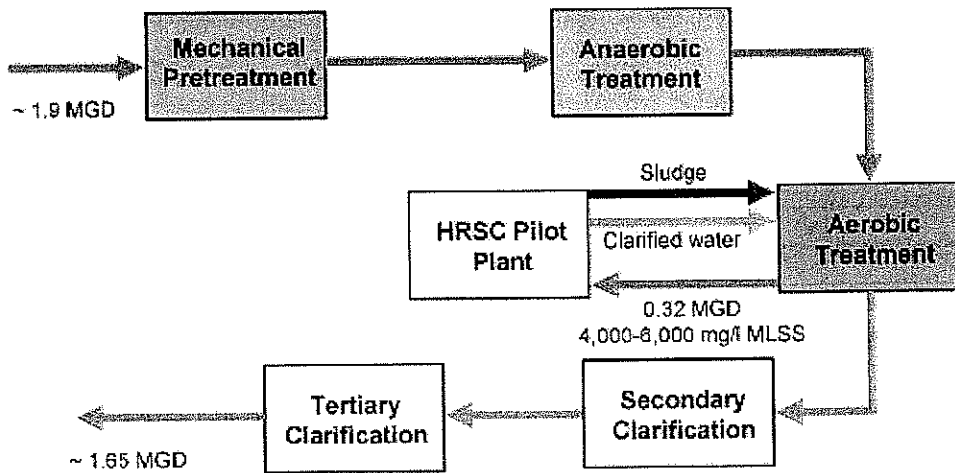 Mechanical
Pretreatment
Anaerobic
Treatment
~ 1.9 MGD
Sludge
HRSC Pilot
Plant
Clarified water
Aerobic
Treatment
0.32 MGD
4,000-6,000 mg/l MLSS
Tertiary
Clarification
Secondary
Clarification
~ 1.65 MGD